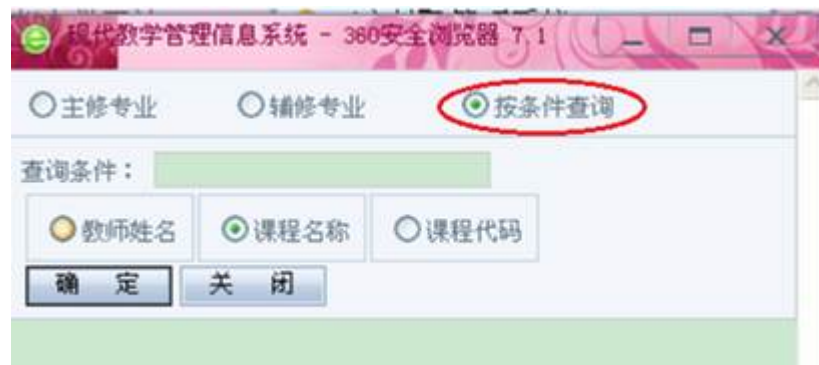 现代教学管理信息系统 - 360安全浏览器 7.1
主修专业 辅修专业 按条件查询
查询条件：
教师姓名 课程名称 课程代码
确 定 关 闭